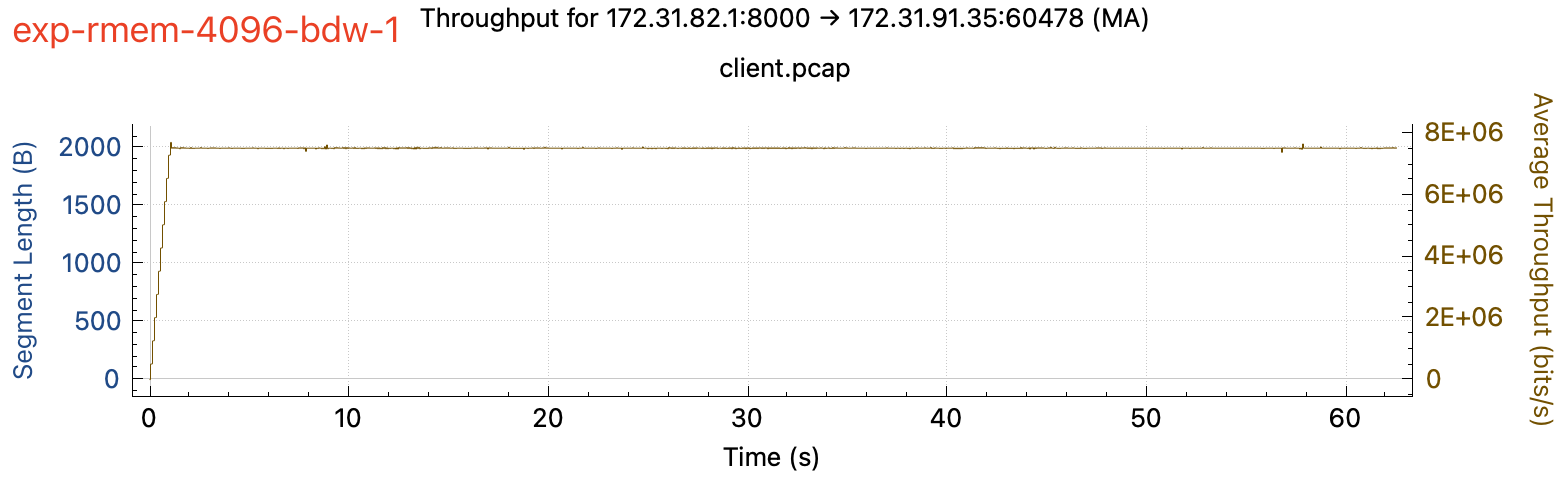 exp-rmem-4096-bdw-1
Throughput for 172.31.82.1:8000 → 172.31.91.35:60478 (MA)
client.pcap
Segment Length (B)
2000
1500
1000
500
0
8E+06
6E+06
4E+06
2E+06
0
Average Throughput (bits/s)
0 10 20 30 40 50 60
Time (s)